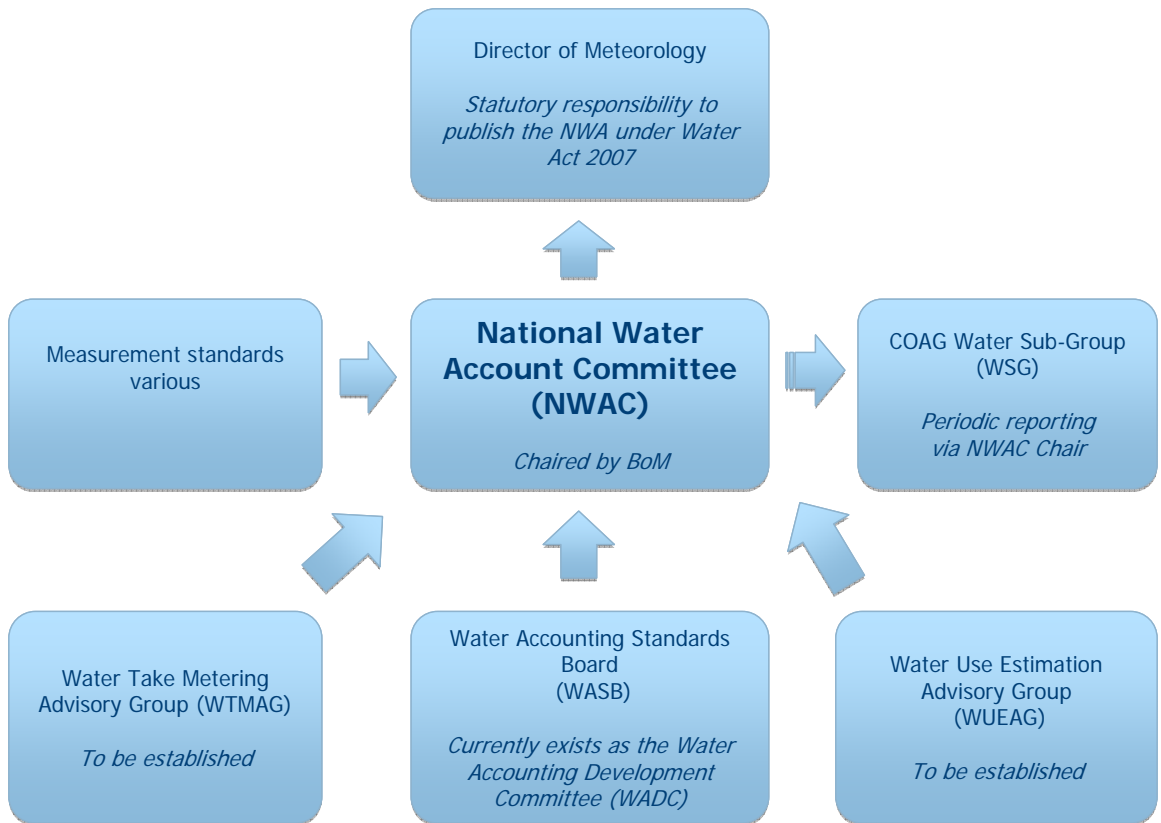 Director of Meteorology
Statutory responsibility to
publish the NWA under Water
Act 2007
Measurement standards
various
National Water
Account Committee
(NWAC)
Chaired by BoM
COAG Water Sub-Group
(WSG)
Periodic reporting
via NWAC Chair
Water Take Metering
Advisory Group (WTMAG)
To be established
Water Accounting Standards
Board
(WASB)
Currently exists as the Water
Accounting Development
Committee (WADC)
Water Use Estimation
Advisory Group
(WUEAG)
To be established